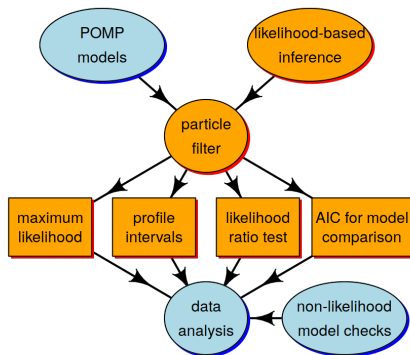 POMP
models
likelihood-based
inference
particle
filter
maximum
likelihood
profile
intervals
likelihood
ratio test
AIC for model
comparison
data
analysis
non-likelihood
model checks